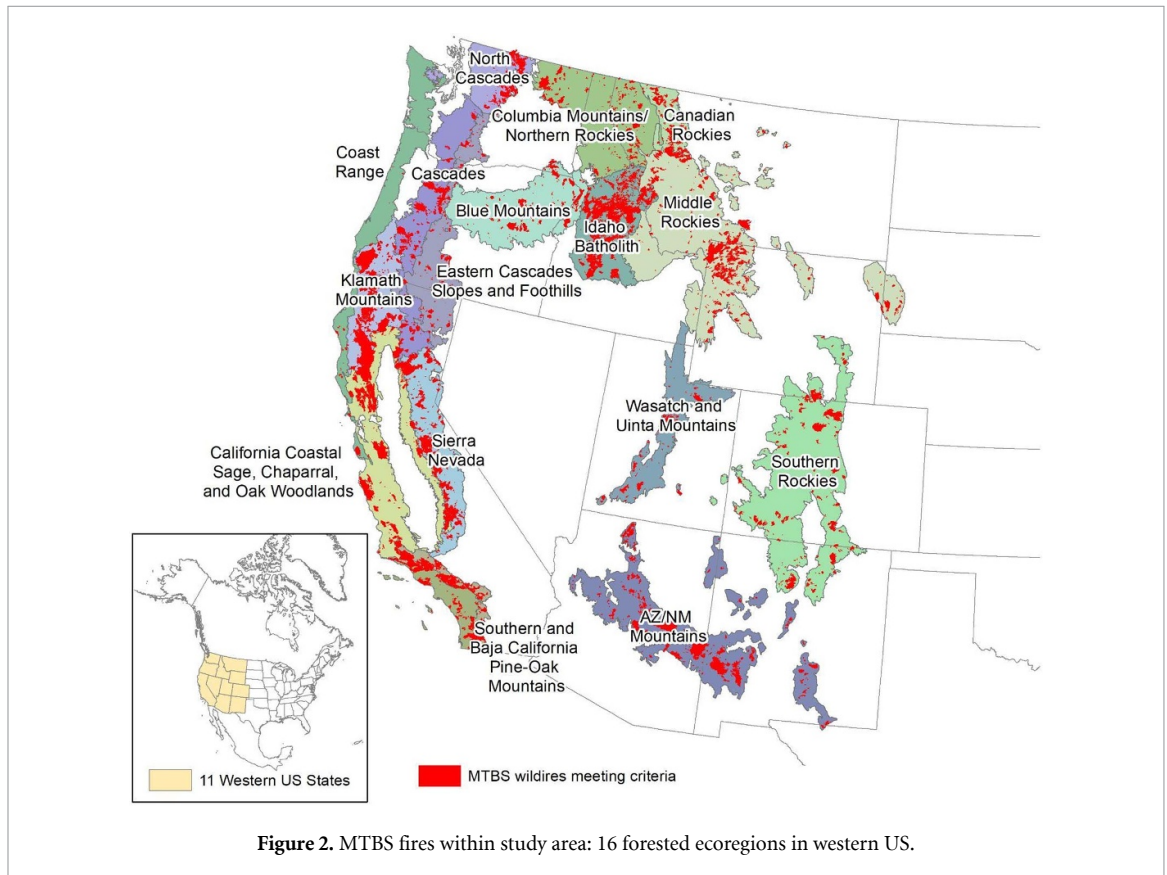 North
Cascades
Columbia Mountains/
Northern Rockies
Canadian
Rockies
Coast
Range
Cascades
Blue Mountains
Middle
Rockies
Idaho
Batholith
Klamath
Mountains
Eastern Cascades
Slopes and Foothills
Wasatch and
Uinta Mountains
California Coastal
Sage, Chaparral,
and Oak Woodlands
Sierra
Nevada
Southern
Rockies
AZ/NM
Mountains
Southern and
Baja California
Pine-Oak
Mountains
11 Western US States
MTBS wildires meeting criteria
Figure 2. MTBS fires within study area: 16 forested ecoregions in western US.